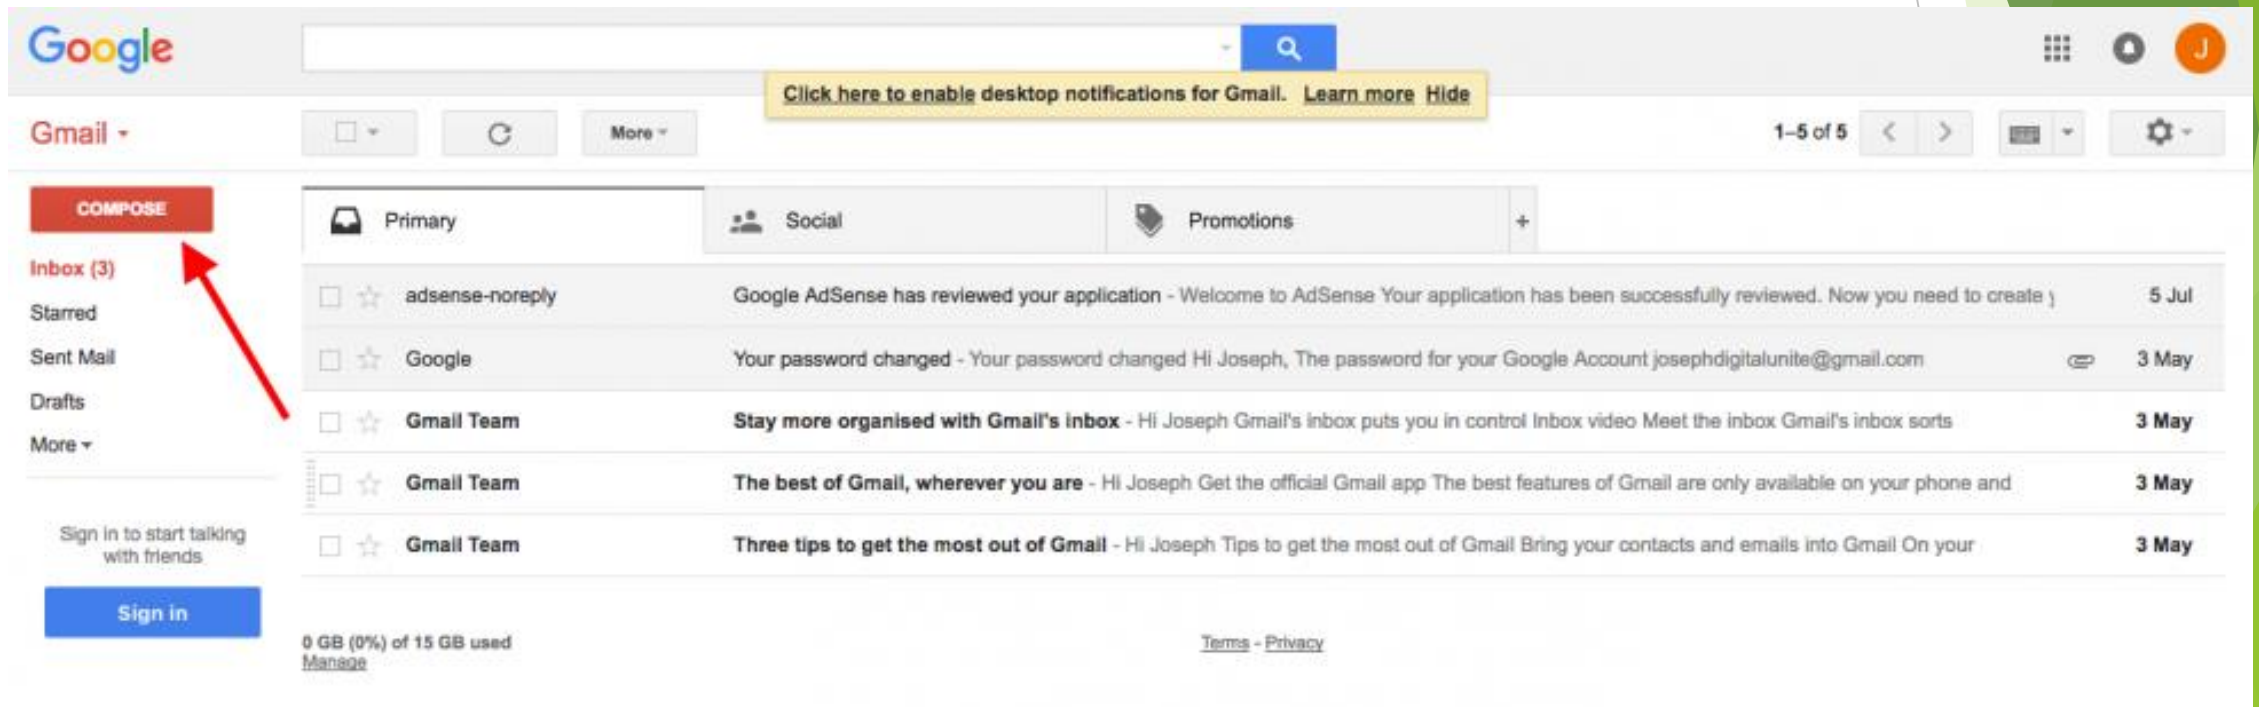 Google
Click here to enable desktop notifications for Gmail. Learn more Hide
J
Gmail
More
1–5 of 5
COMPOSE
Primary
Social
Promotions
+
Inbox (3)
Starred
Sent Mail
Drafts
More
adsense-noreply Google AdSense has reviewed your application - Welcome to AdSense Your application has been successfully reviewed. Now you need to create 5 Jul
Google Your password changed - Your password changed Hi Joseph, The password for your Google Account josephdigitalunite@gmail.com 3 May
Gmail Team Stay more organised with Gmail's inbox - Hi Joseph Gmail's inbox puts you in control Inbox video Meet the inbox Gmail's inbox sorts 3 May
Gmail Team The best of Gmail, wherever you are - Hi Joseph Get the official Gmail app The best features of Gmail are only available on your phone and 3 May
Gmail Team Three tips to get the most out of Gmail - Hi Joseph Tips to get the most out of Gmail Bring your contacts and emails into Gmail On your 3 May
Sign in to start talking
with friends
Sign in
0 GB (0%) of 15 GB used
Manage
Terms - Privacy